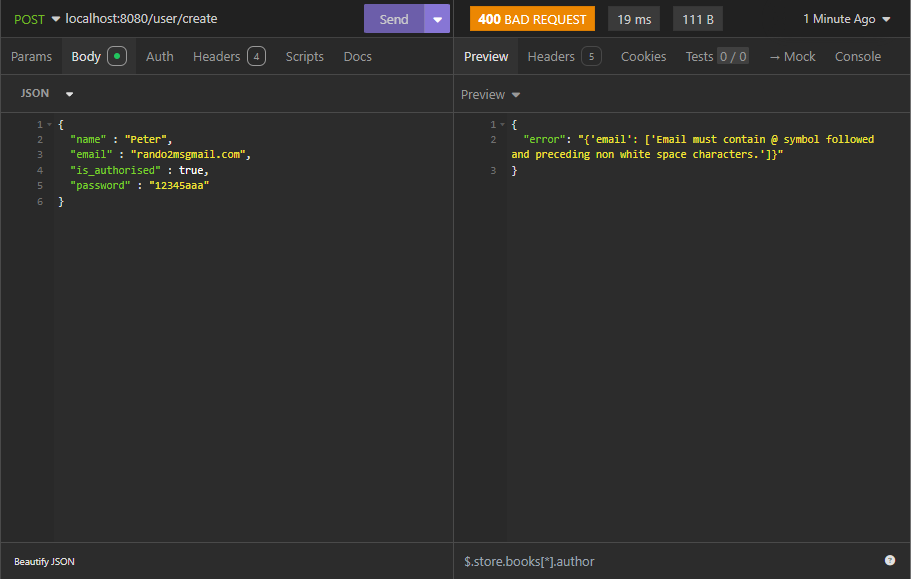 POST localhost:8080/user/create Send 400 BAD REQUEST 19 ms 111 B 1 Minute Ago
Params Body Auth Headers 4 Scripts Docs Preview Headers 5 Cookies Tests 0 / 0 → Mock Console
JSON
1 {
2 "name" : "Peter",
3 "email" : "rando2msgmail.com",
4 "is_authorised" : true,
5 "password" : "12345aaa"
6 }
Beautify JSON
Preview
1 {
2 "error": "{'email': ['Email must contain @ symbol followed
and preceding non white space characters.']}"
3 }
$.store.books[*].author
?